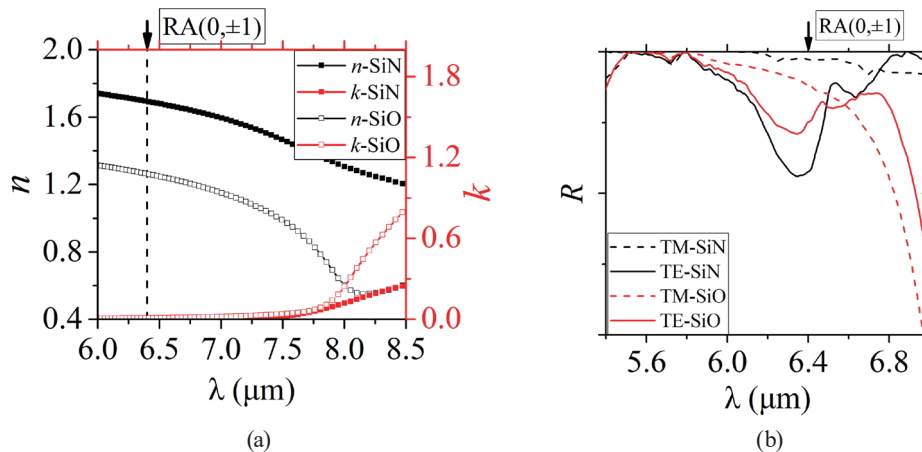 RA(0,±1)
2.0
1.6
1.2
0.8
0.4
n
n-SiN
k-SiN
n-SiO
k-SiO
1.8
1.2
0.6
0.0
k
6.0 6.5 7.0 7.5 8.0 8.5
λ (μm)
(a)
RA(0,±1)
R
TM-SiN
TE-SiN
TM-SiO
TE-SiO
5.6 6.0 6.4 6.8
λ (μm)
(b)